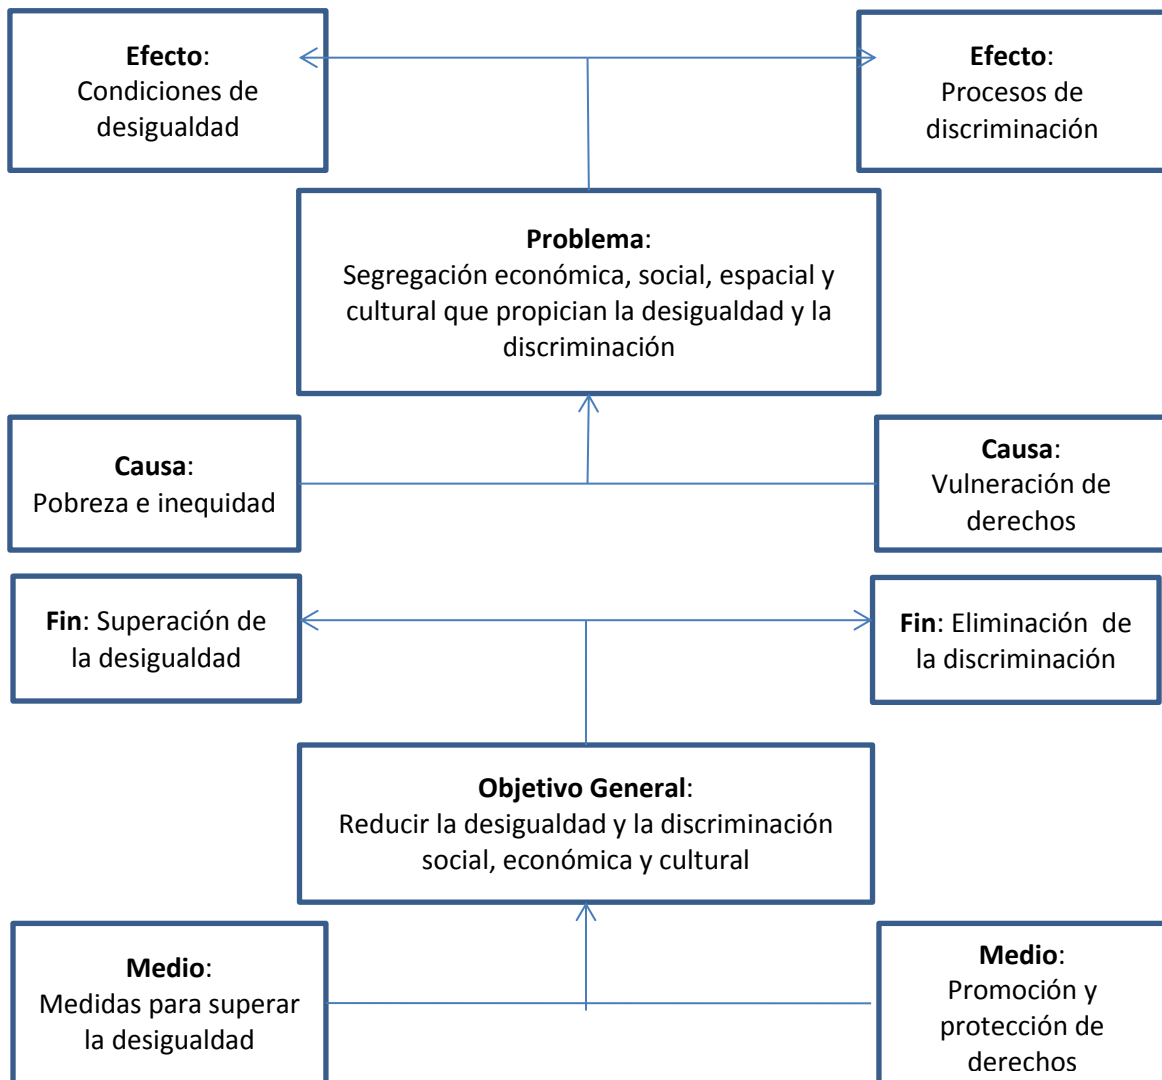 Efecto:
Condiciones de
desigualdad
Efecto:
Procesos de
discriminación
Problema:
Segregación económica, social, espacial y
cultural que propician la desigualdad y la
discriminación
Causa:
Pobreza e inequidad
Causa:
Vulneración de
derechos
Fin: Superación de
la desigualdad
Fin: Eliminación  de
la discriminación
Objetivo General:
Reducir la desigualdad y la discriminación
social, económica y cultural
Medio:
Medidas para superar
la desigualdad
Medio:
Promoción y
protección de
derechos